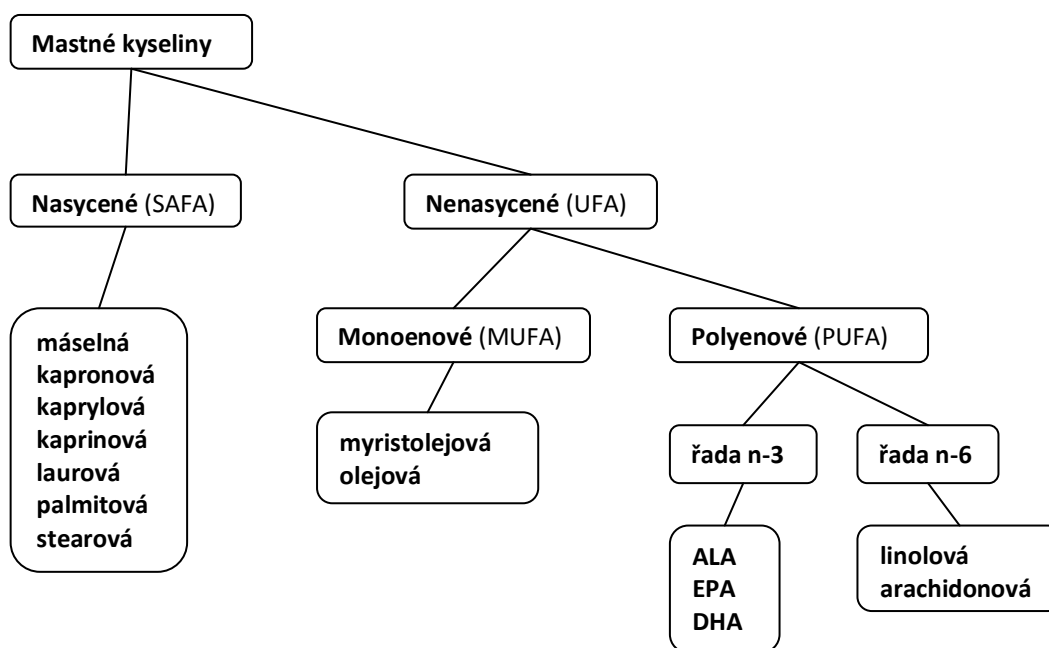 Mastné kyseliny
Nasycené (SAFA)
Nenasycené (UFA)
máselná
kapronová
kaprylová
kaprinová
laurová
palmitová
stearová
Monoenové (MUFA)
Polyenové (PUFA)
myristolejová
olejová
řada n-3
řada n-6
ALA
EPA
DHA
linolová
arachidonová